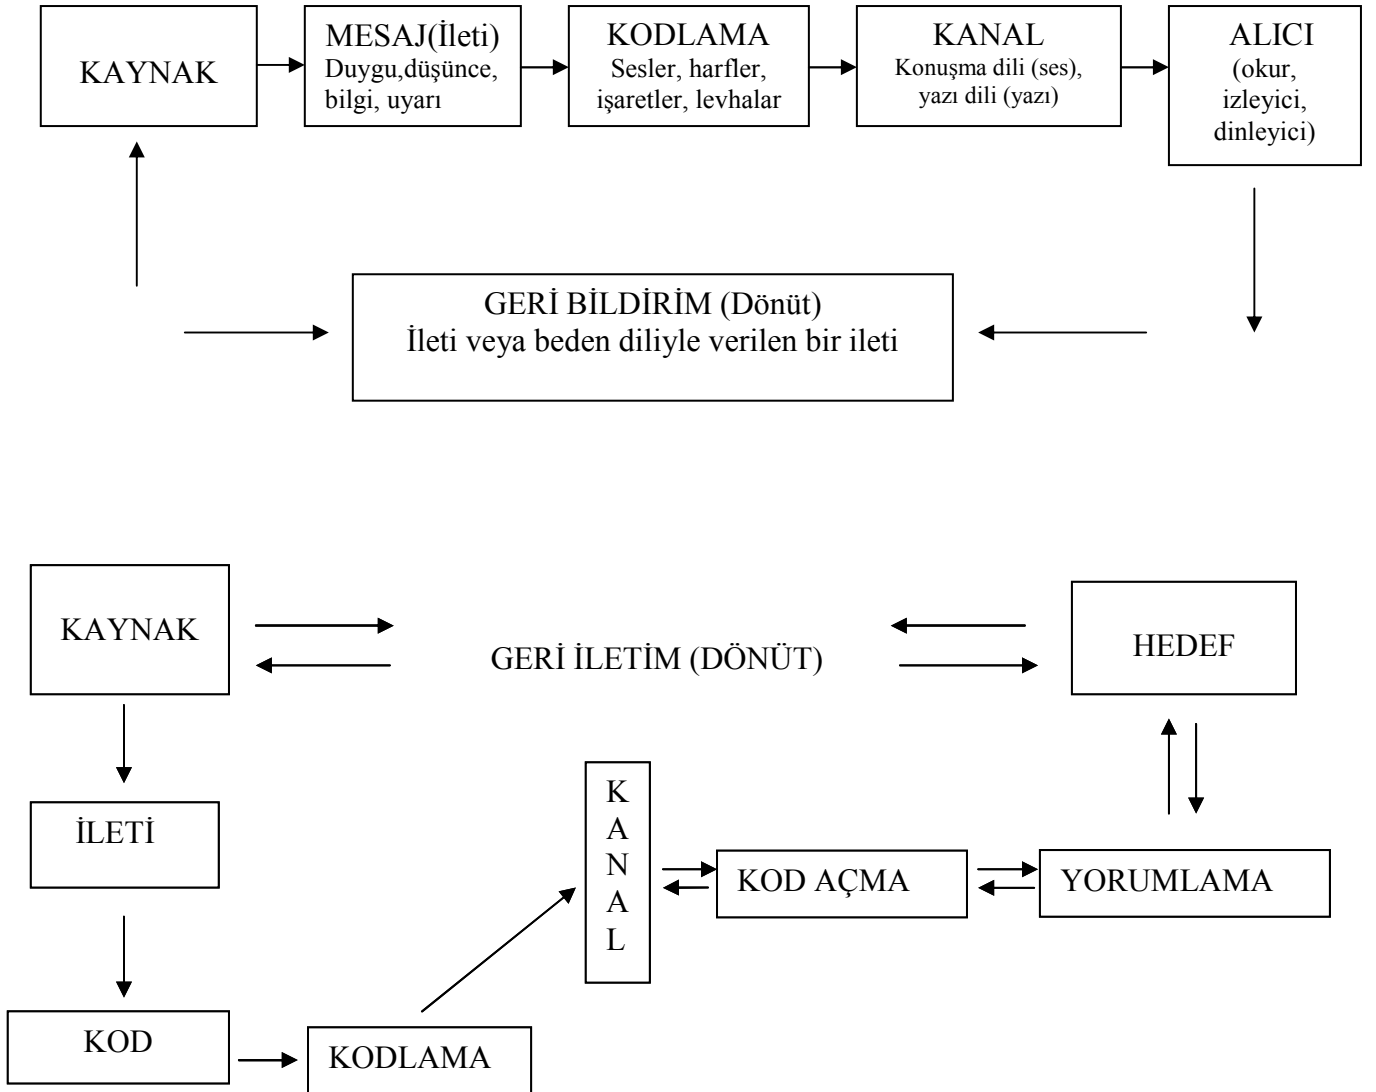 KAYNAK
MESAJ(İleti)
Duygu,düşünce,
bilgi, uyarı
KODLAMA
Sesler, harfler,
işaretler, levhalar
KANAL
Konuşma dili (ses),
yazı dili (yazı)
ALICI
(okur,
izleyici,
dinleyici)
GERİ BİLDİRİM (Dönüt)
İleti veya beden diliyle verilen bir ileti
KAYNAK
GERİ İLETİM (DÖNÜT)
HEDEF
İLETİ
K
A
N
A
L
KOD AÇMA
YORUMLAMA
KOD
KODLAMA